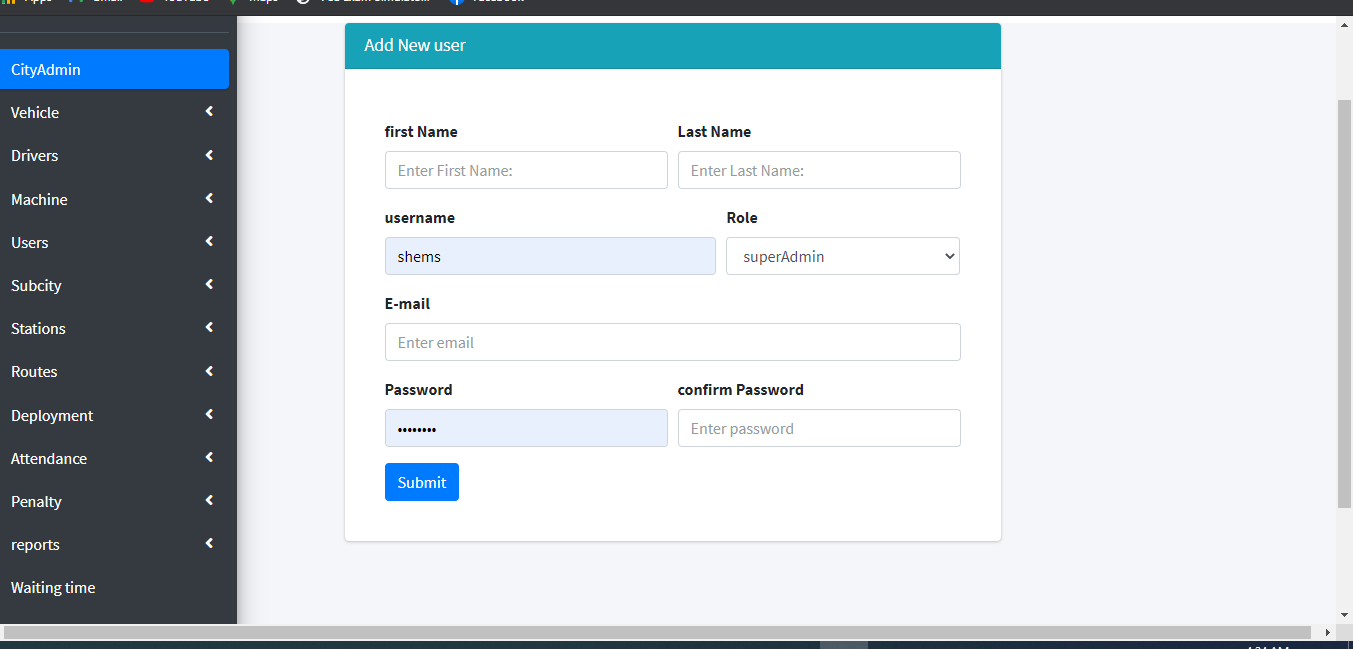 Add New user
CityAdmin
Vehicle
Drivers
Machine
Users
Subcity
Stations
Routes
Deployment
Attendance
Penalty
reports
Waiting time
first Name Last Name
Enter First Name: Enter Last Name:
username Role
shems superAdmin
E-mail
Enter email
Password confirm Password
•••••••• Enter password
Submit